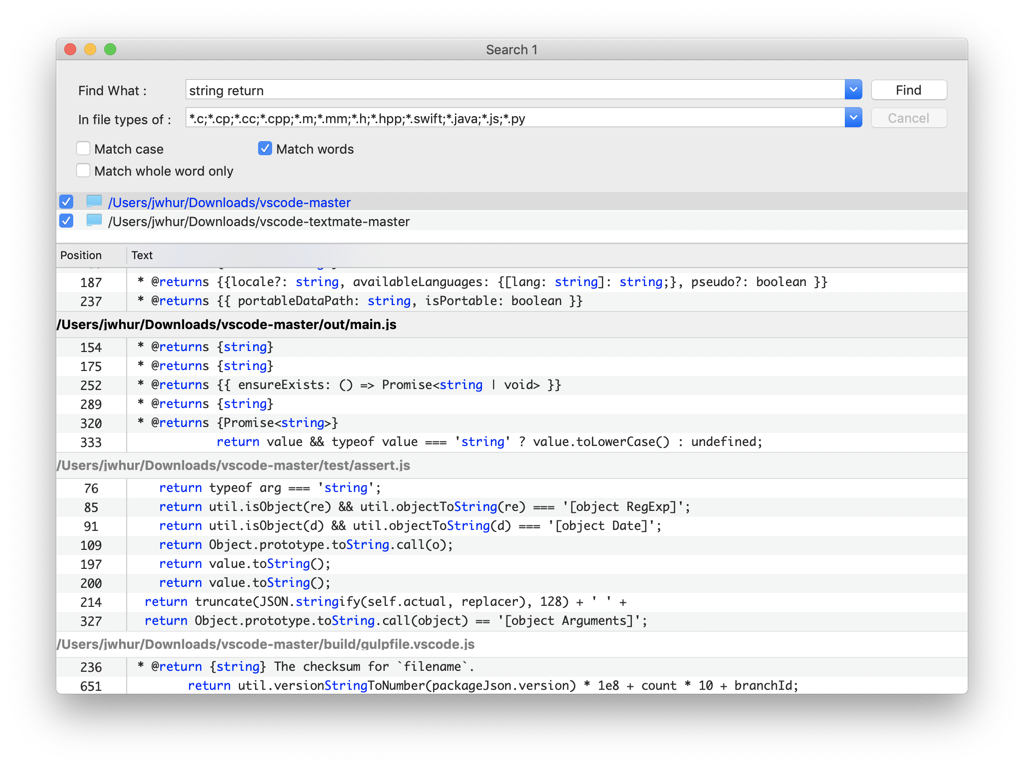 Search 1
Find What : string return Find
In file types of : *.c;*.cp;*.cc;*.cpp;*.m;*.mm;*.h;*.hpp;*.swift;*.java;*.js;*.py Cancel
Match case Match words
Match whole word only
/Users/jwhur/Downloads/vscode-master
/Users/jwhur/Downloads/vscode-textmate-master
Position Text
187 * @returns {{locale?: string, availableLanguages: {[lang: string]: string;}, pseudo?: boolean }}
237 * @returns {{ portableDataPath: string, isPortable: boolean }}
/Users/jwhur/Downloads/vscode-master/out/main.js
154 * @returns {string}
175 * @returns {string}
252 * @returns {{ ensureExists: () => Promise<string | void> }}
289 * @returns {string}
320 * @returns {Promise<string>}
333 return value && typeof value === 'string' ? value.toLowerCase() : undefined;
/Users/jwhur/Downloads/vscode-master/test/assert.js
76 return typeof arg === 'string';
85 return util.isObject(re) && util.objectToString(re) === '[object RegExp]';
91 return util.isObject(d) && util.objectToString(d) === '[object Date]';
109 return Object.prototype.toString.call(o);
197 return value.toString();
200 return value.toString();
214 return truncate(JSON.stringify(self.actual, replacer), 128) + ' ' +
327 return Object.prototype.toString.call(object) == '[object Arguments]';
/Users/jwhur/Downloads/vscode-master/build/gulpfile.vscode.js
236 * @return {string} The checksum for `filename`.
651 return util.versionStringToNumber(packageJson.version) * 1e8 + count * 10 + branchId;